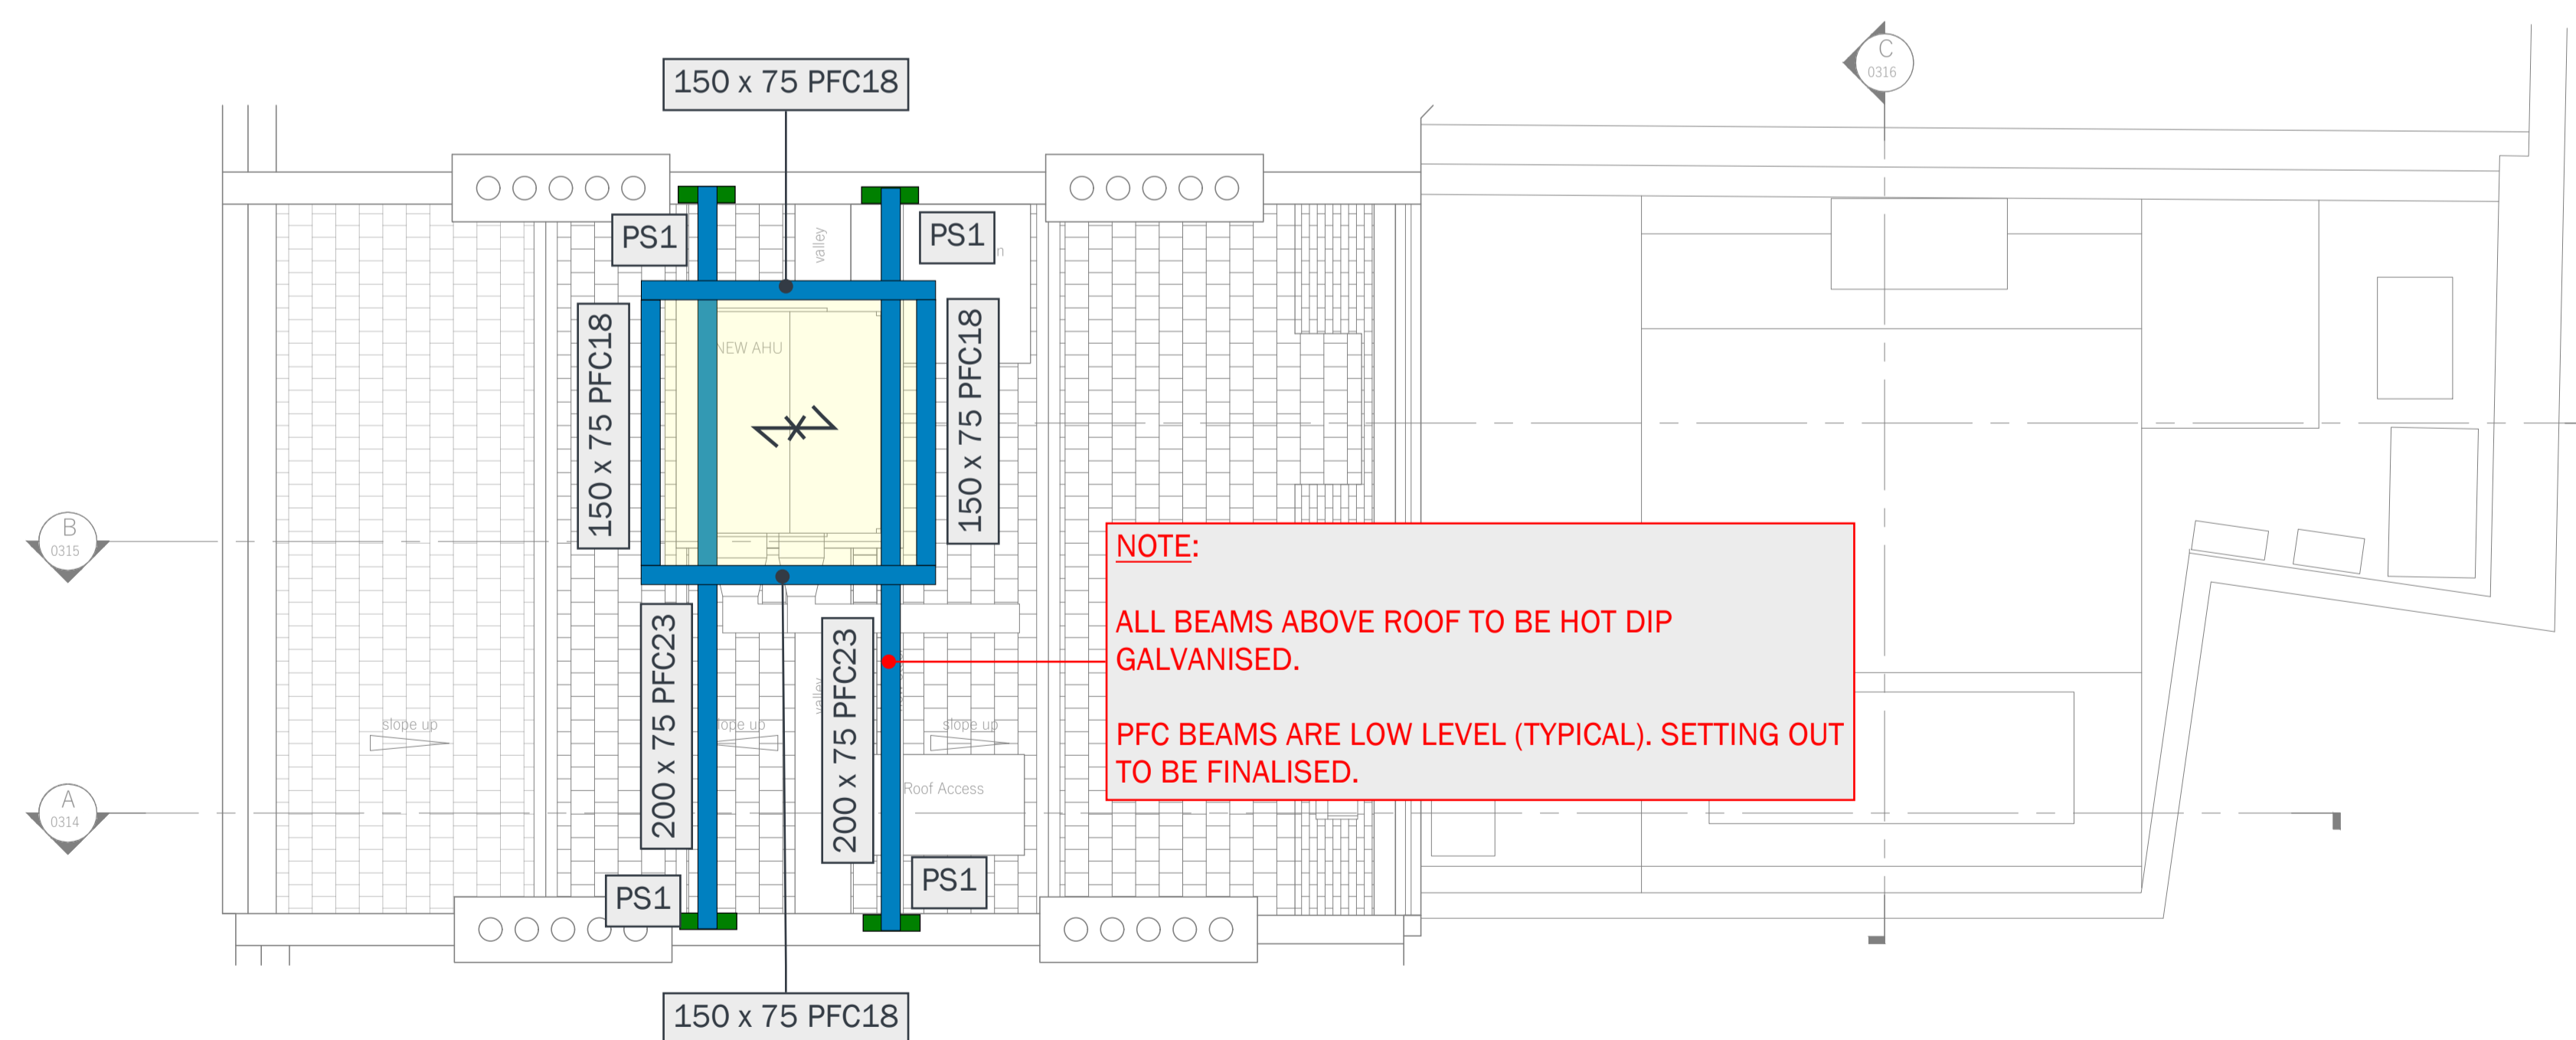 C
0316
150 x 75 PFC18
PS1
valley
PS1
n
150 x 75 PFC18
NEW AHU
150 x 75 PFC18
B
0315
NOTE:
ALL BEAMS ABOVE ROOF TO BE HOT DIP
GALVANISED.
PFC BEAMS ARE LOW LEVEL (TYPICAL). SETTING OUT
TO BE FINALISED.
200 x 75 PFC23
valley
200 x 75 PFC23
slope up
lope up
slope up
Roof Access
A
0314
PS1
PS1
150 x 75 PFC18